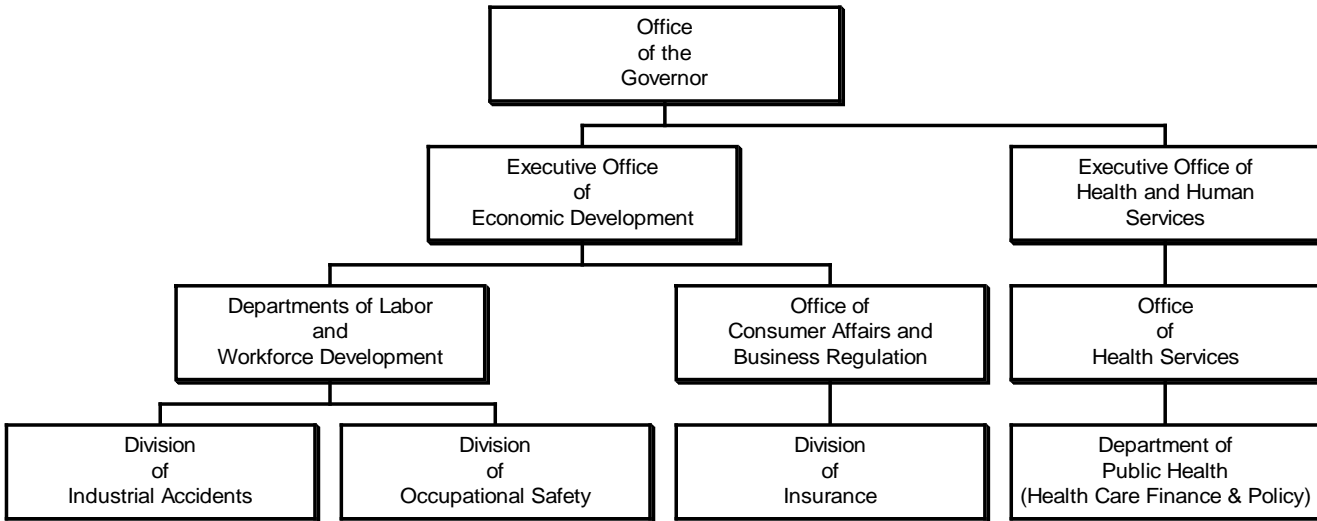 Office
of the
Governor
Executive Office
of
Economic Development
Executive Office of
Health and Human
Services
Departments of Labor
and
Workforce Development
Office of
Consumer Affairs and
Business Regulation
Office
of
Health Services
Division
of
Industrial Accidents
Division
of
Occupational Safety
Division
of
Insurance
Department of
Public Health
(Health Care Finance & Policy)